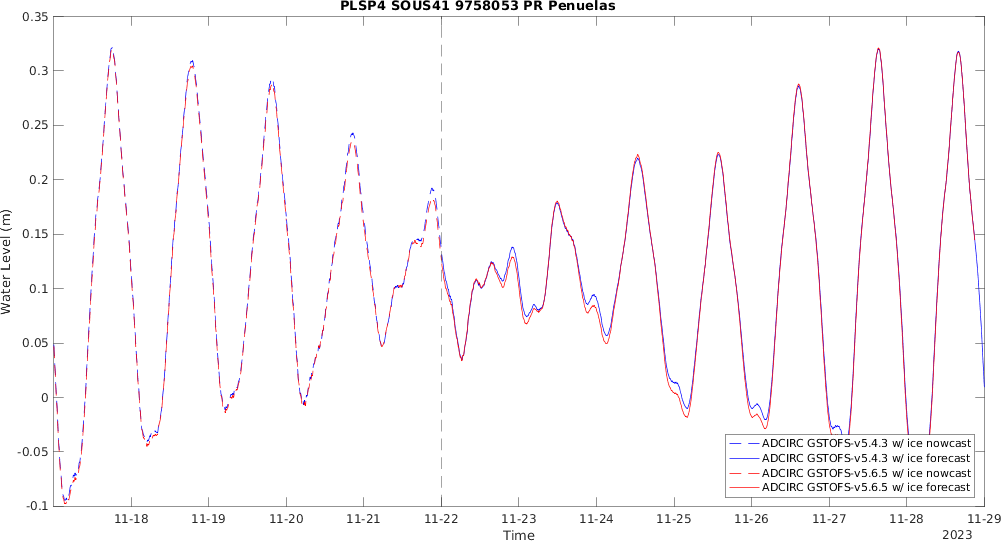 PLSP4 SOUS41 9758053 PR Penuelas
Water Level (m)
0.35
0.3
0.25
0.2
0.15
0.1
0.05
0
-0.05
-0.1
ADCIRC GSTOFS-v5.4.3 w/ ice nowcast
ADCIRC GSTOFS-v5.4.3 w/ ice forecast
ADCIRC GSTOFS-v5.6.5 w/ ice nowcast
ADCIRC GSTOFS-v5.6.5 w/ ice forecast
11-18 11-19 11-20 11-21 11-22 11-23 11-24 11-25 11-26 11-27 11-28 11-29
Time
2023